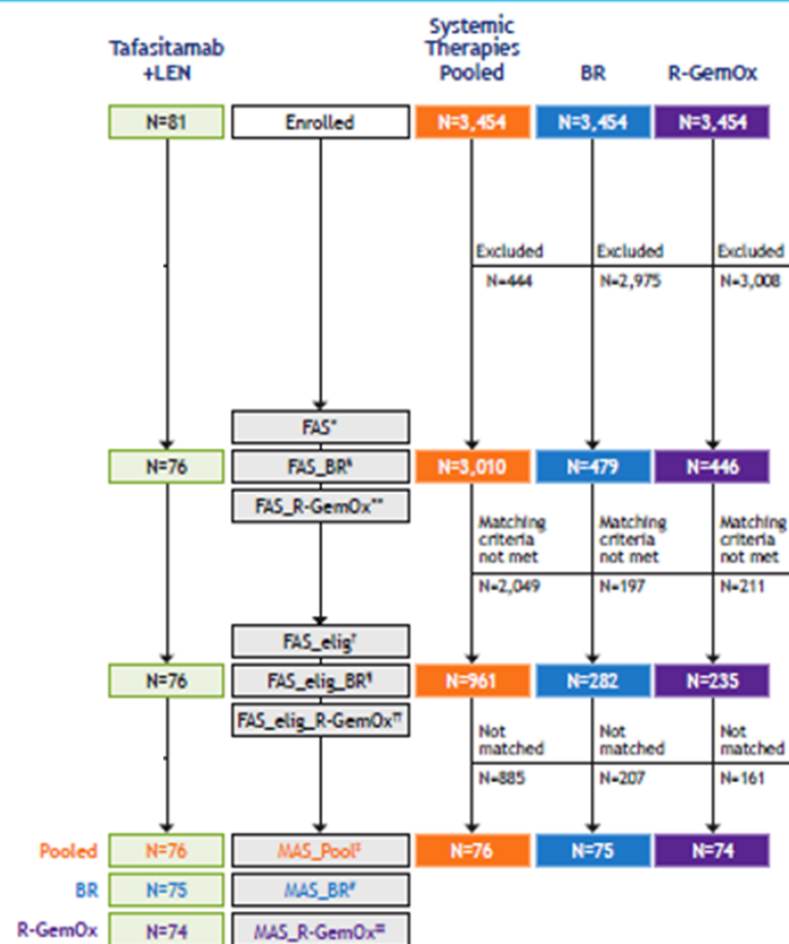 Systemic
Therapies
Pooled
Tafasitamab
+LEN
BR
R-GemOx
N=81
Enrolled
N=3,454
N=3,454
N=3,454
Excluded
Excluded
Excluded
N=444
N=2,975
N=3,008
FAS*
N=76
FAS_BR§
N=3,010
N=479
N=446
FAS_R-GemOx**
Matching
criteria
not met
Matching
criteria
not met
Matching
criteria
not met
N=2,049
N=197
N=211
FAS_elig†
N=76
FAS_elig_BR¶
N=961
N=282
N=235
FAS_elig_R-GemOx††
Not
matched
Not
matched
Not
matched
N=885
N=207
N=161
Pooled
N=76
MAS_Pool‡
N=76
N=75
N=74
BR
N=75
MAS_BR#
R-GemOx
N=74
MAS_R-GemOx‡‡